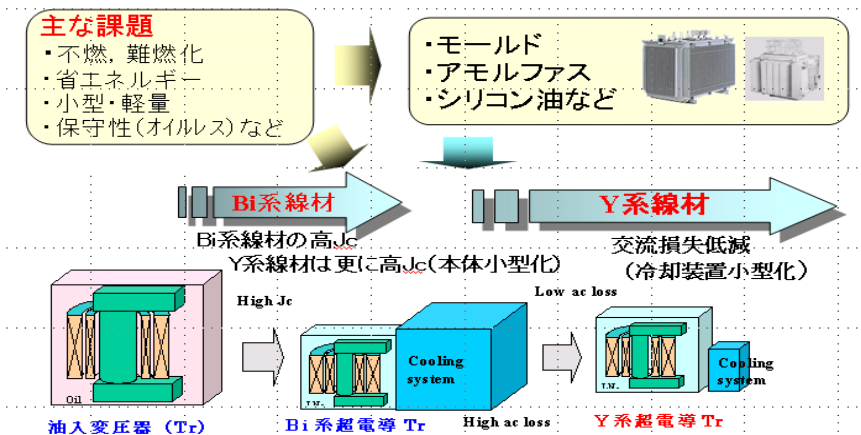 主な課題
・不燃, 難燃化
・省エネルギー
・小型・軽量
・保守性(オイルレス)など
・モールド
・アモルファス
・シリコン油など
Bi系線材
Y系線材
Bi系線材の高Jc
Y系線材は更に高Jc(本体小型化)
交流損失低減
(冷却装置小型化)
High Jc
Low ac loss
Oil
Cooling
system
Cooling
system
油入変圧器 (Tr)
Bi系超電導Tr
High ac loss
Y系超電導Tr